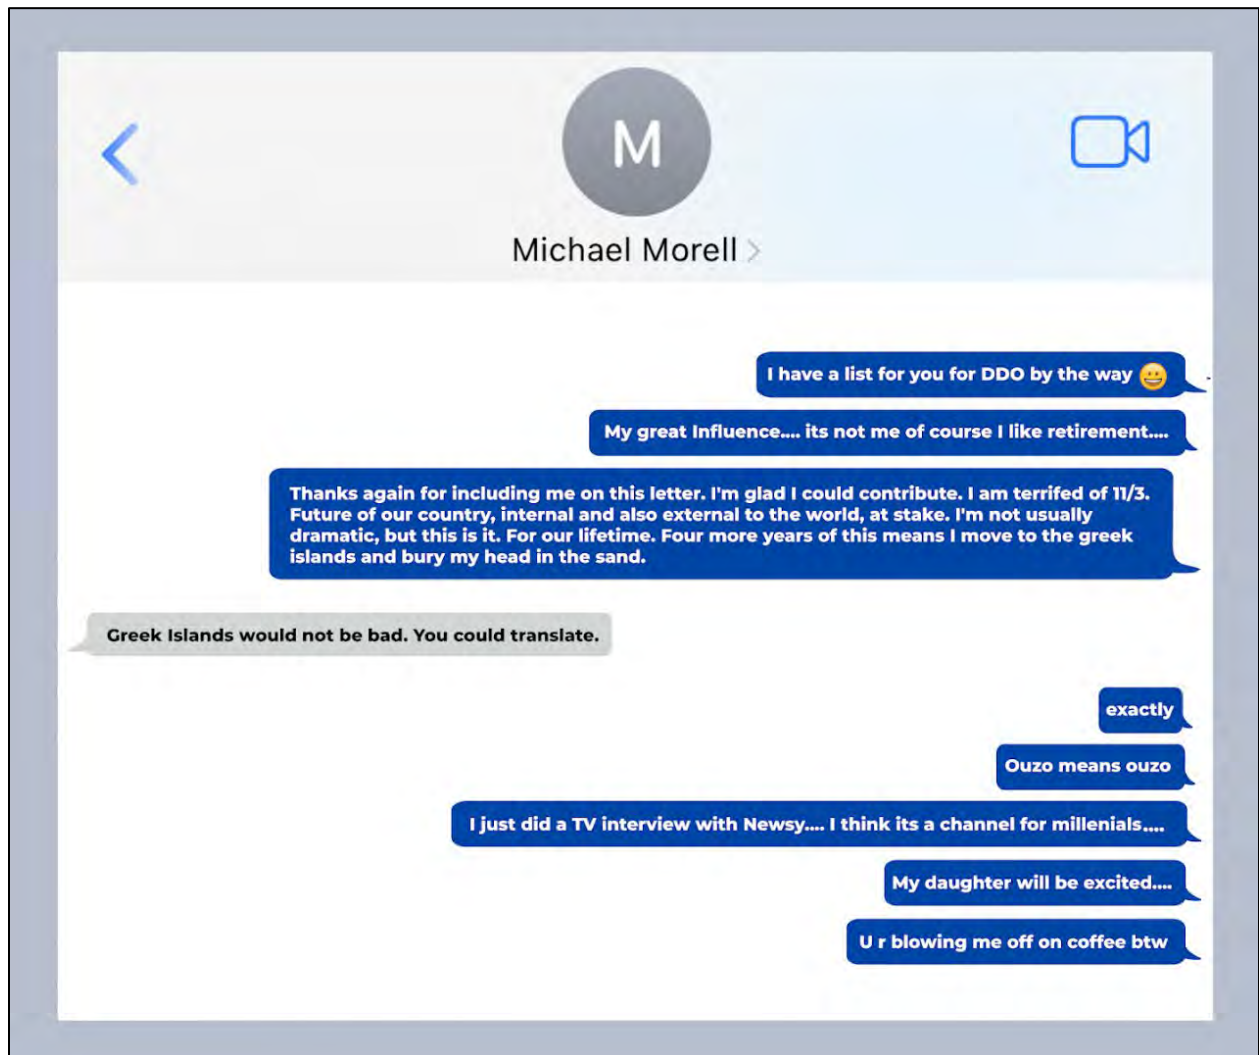 M
Michael Morell >
I have a list for you for DDO by the way 😀
My great Influence.... its not me of course I like retirement....
Thanks again for including me on this letter. I'm glad I could contribute. I am terrifed of 11/3.
Future of our country, internal and also external to the world, at stake. I'm not usually
dramatic, but this is it. For our lifetime. Four more years of this means I move to the greek
islands and bury my head in the sand.
Greek Islands would not be bad. You could translate.
exactly
Ouzo means ouzo
I just did a TV interview with Newsy.... I think its a channel for millenials....
My daughter will be excited....
U r blowing me off on coffee btw